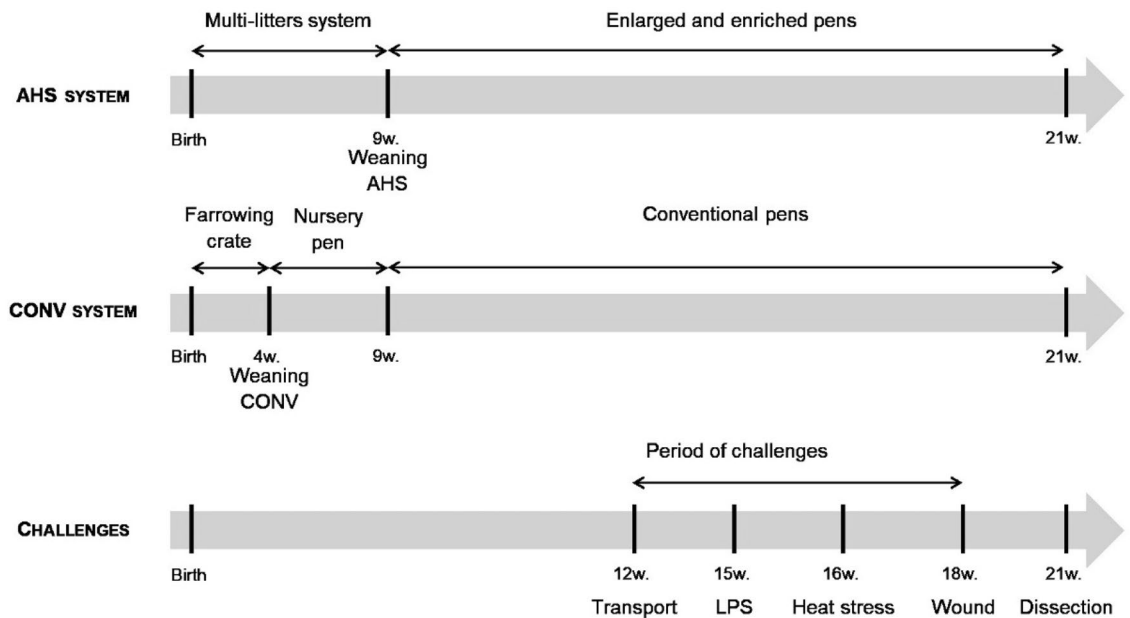 Multi-litters system
Enlarged and enriched pens
AHS SYSTEM
Birth
9w.
21w.
Weaning
AHS
Farrowing
crate
Nursery
pen
Conventional pens
CONV SYSTEM
Birth
4w.
9w.
21w.
Weaning
CONV
Period of challenges
CHALLENGES
Birth
12w.
15w.
16w.
18w.
21w.
Transport
LPS
Heat stress
Wound
Dissection